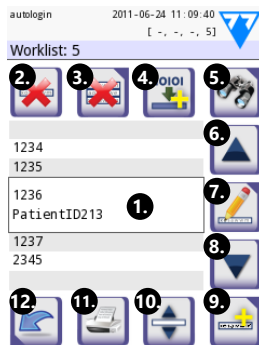 autologin 2011-06-24 11:09:40
[ -, -, -, 5]
Worklist: 5
2. 3. 4. 5.
0101
6.
1234
1235
1236
PatientID213
1. 7.
1237
2345
8.
12. 11. 10. 9.